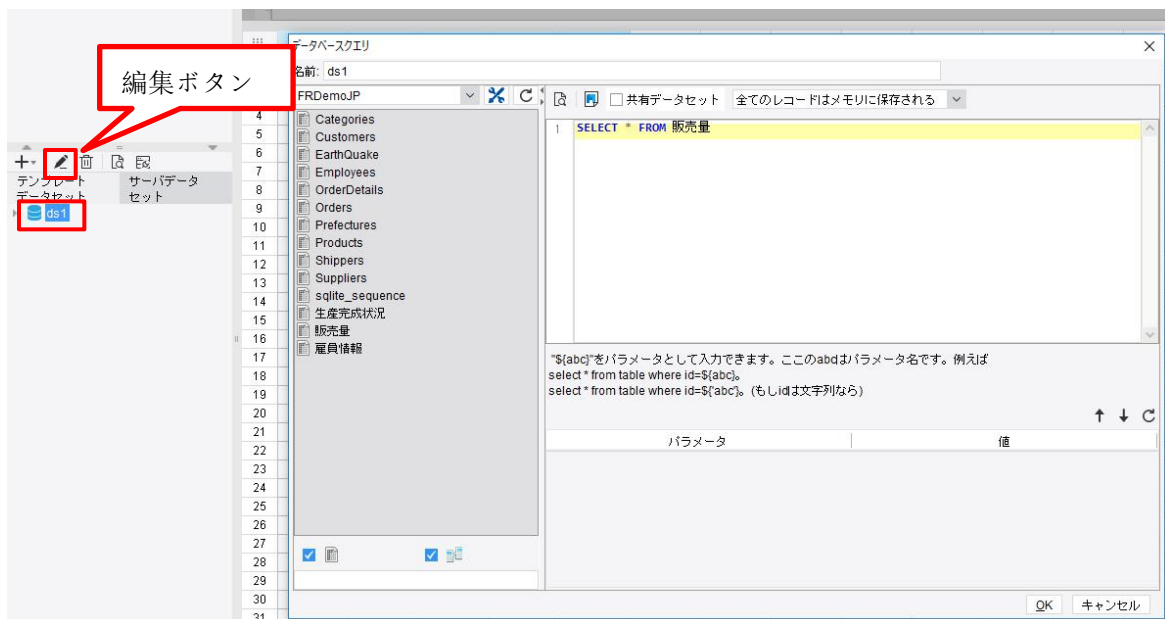 編集ボタン
テンプレート
データセット
サーバデータ
セット
ds1
4
5
6
7
8
9
10
11
12
13
14
15
16
17
18
19
20
21
22
23
24
25
26
27
28
29
30
31
データベースクエリ
名前: ds1
FRDemoJP
Categories
Customers
EarthQuake
Employees
OrderDetails
Orders
Prefectures
Products
Shippers
Suppliers
sqlite_sequence
生産完成状況
販売量
雇員情報
共有データセット 全てのレコードはメモリに保存される
1 SELECT * FROM 販売量
"${abc}"をパラメータとして入力できます。ここのabcはパラメータ名です。例えば
select * from table where id=${abc}。
select * from table where id=${'abc'}。(もしidは文字列なら)
パラメータ 値
OK キャンセル